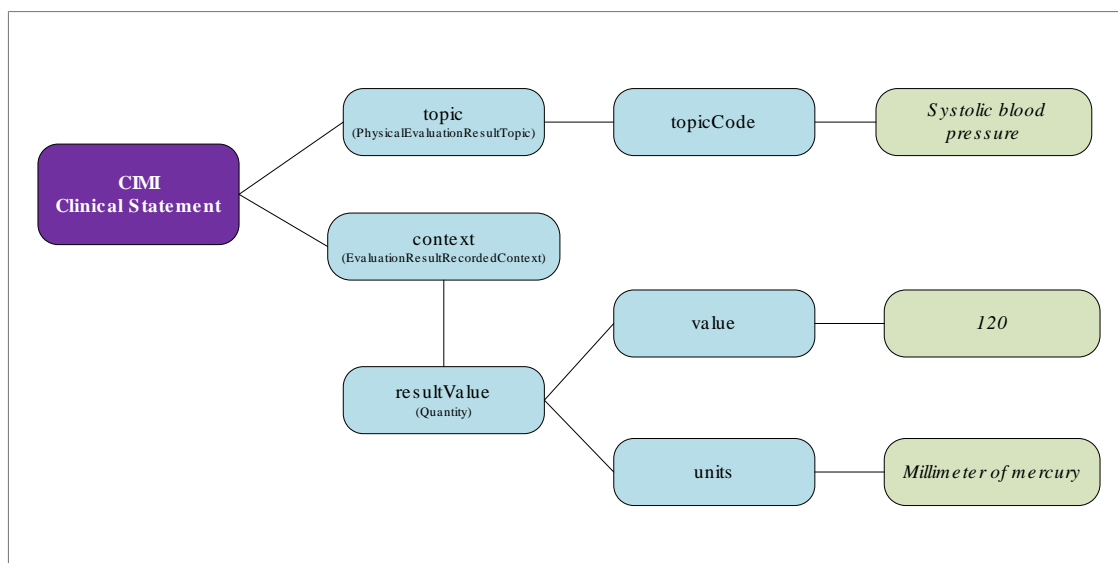 topic
(PhysicalEvaluationResultTopic)
topicCode
Systolic blood
pressure
CIMI
Clinical Statement
context
(EvaluationResultRecordedContext)
value
120
resultValue
(Quantity)
units
Millimeter of mercury